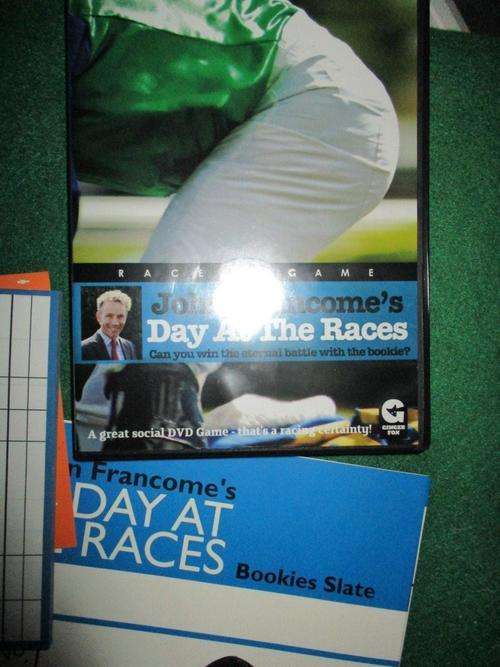 RACE GAME
John Francome's
Day At The Races
Can you win the eternal battle with the bookie?
A great social DVD Game - that's a racing certainty!
GINGER
FOX
n Francome's
DAY AT
RACES
Bookies Slate